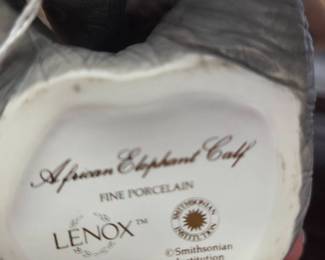 African Elephant Calf
FINE PORCELAIN
LENOX™
SMITHSONIAN INSTITUTION
©Smithsonian
Institution